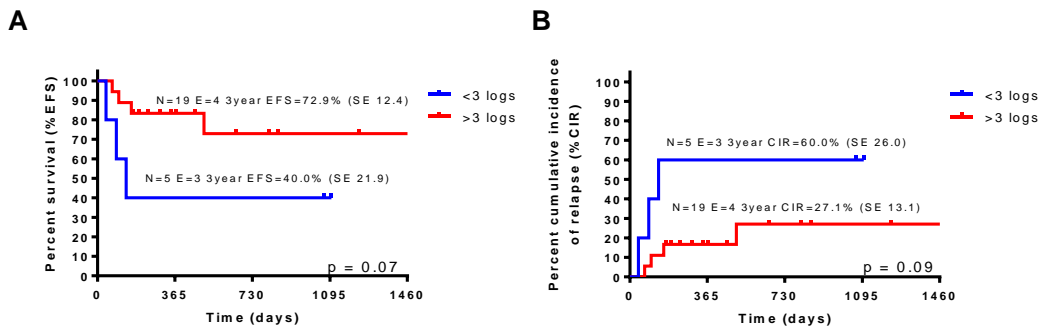 A
Percent survival (%EFS)
100
90
80
70
60
50
40
30
20
10
0
N=19 E=4 3year EFS=72.9% (SE 12.4)
N=5 E=3 3year EFS=40.0% (SE 21.9)
p = 0.07
0 365 730 1095 1460
Time (days)
<3 logs
>3 logs
B
Percent cumulative incidence
of relapse (%CIR)
100
90
80
70
60
50
40
30
20
10
0
N=5 E=3 3year CIR=60.0% (SE 26.0)
N=19 E=4 3year CIR=27.1% (SE 13.1)
p = 0.09
0 365 730 1095 1460
Time (days)
<3 logs
>3 logs